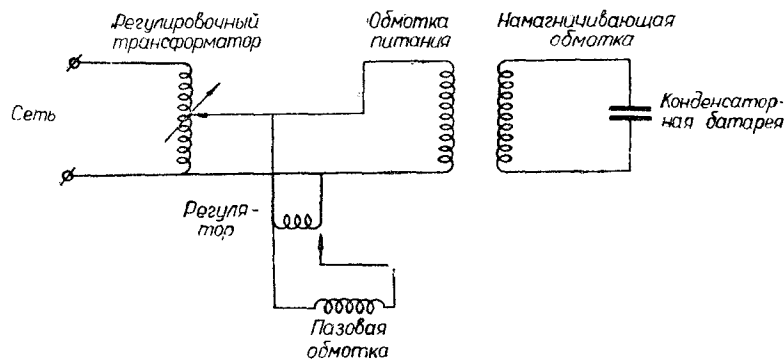 Регулировочный
трансформатор
Обмотка
питания
Намагничивающая
обмотка
Сеть
Конденсатор-
ная батарея
Регуля-
тор
Пазовая
обмотка